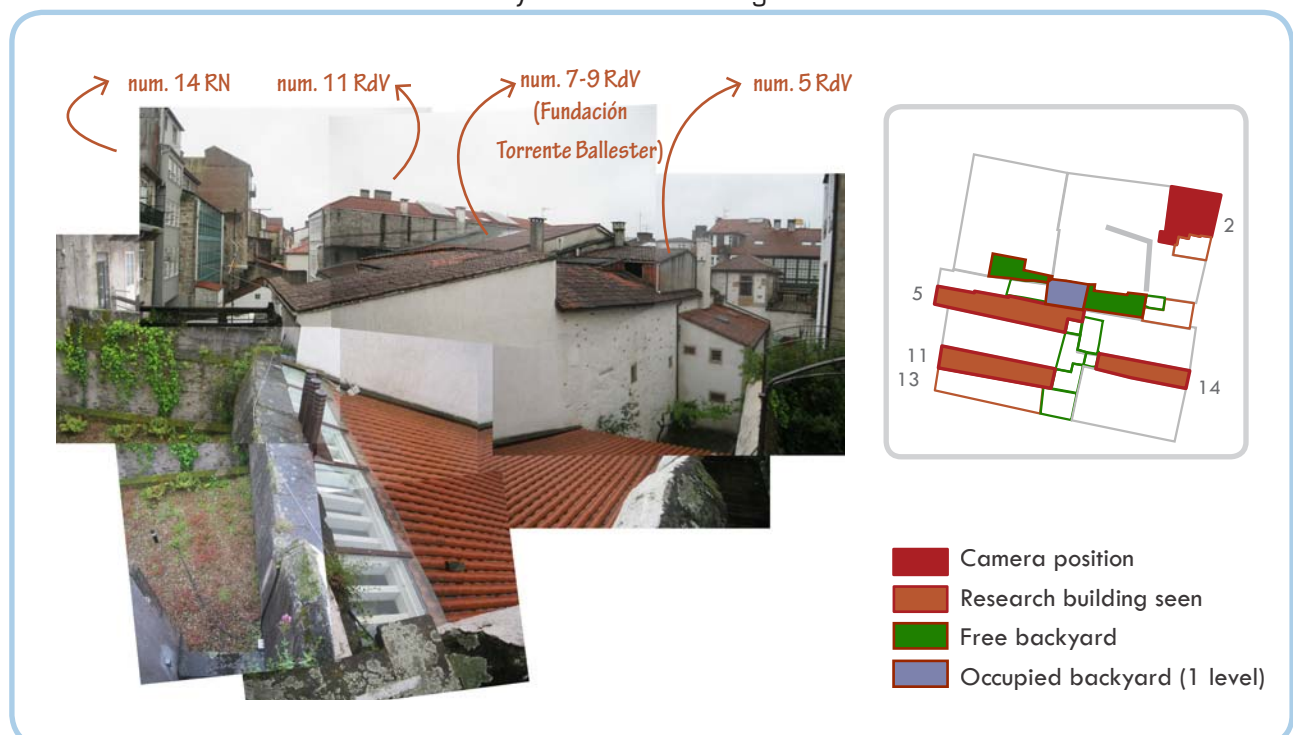 num. 14 RN
num. 11 RdV
num. 7-9 RdV
(Fundación
Torrente Ballester)
num. 5 RdV
2
5
11
13
14
Camera position
Research building seen
Free backyard
Occupied backyard (1 level)